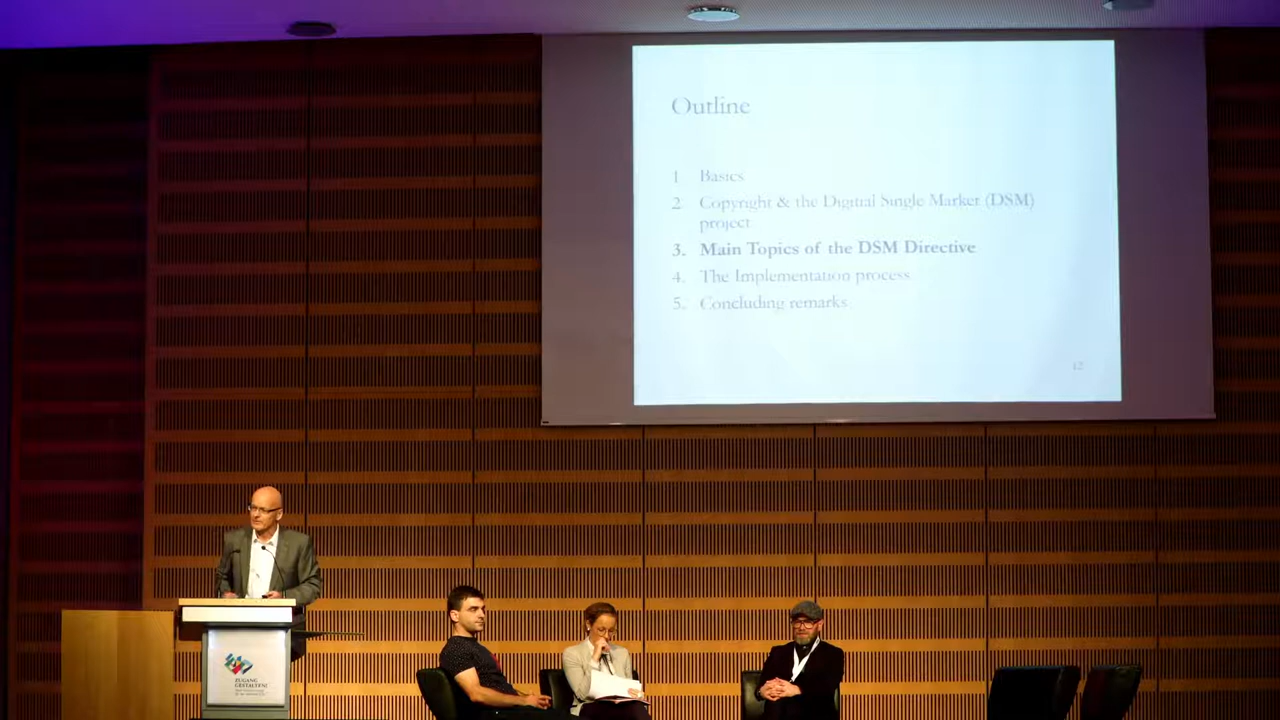 Outline
1 Basics
2 Copyright & the Digital Single Market (DSM)
project
3. Main Topics of the DSM Directive
4. The Implementation process
5. Concluding remarks
12
ZUGANG
GESTALTEN!